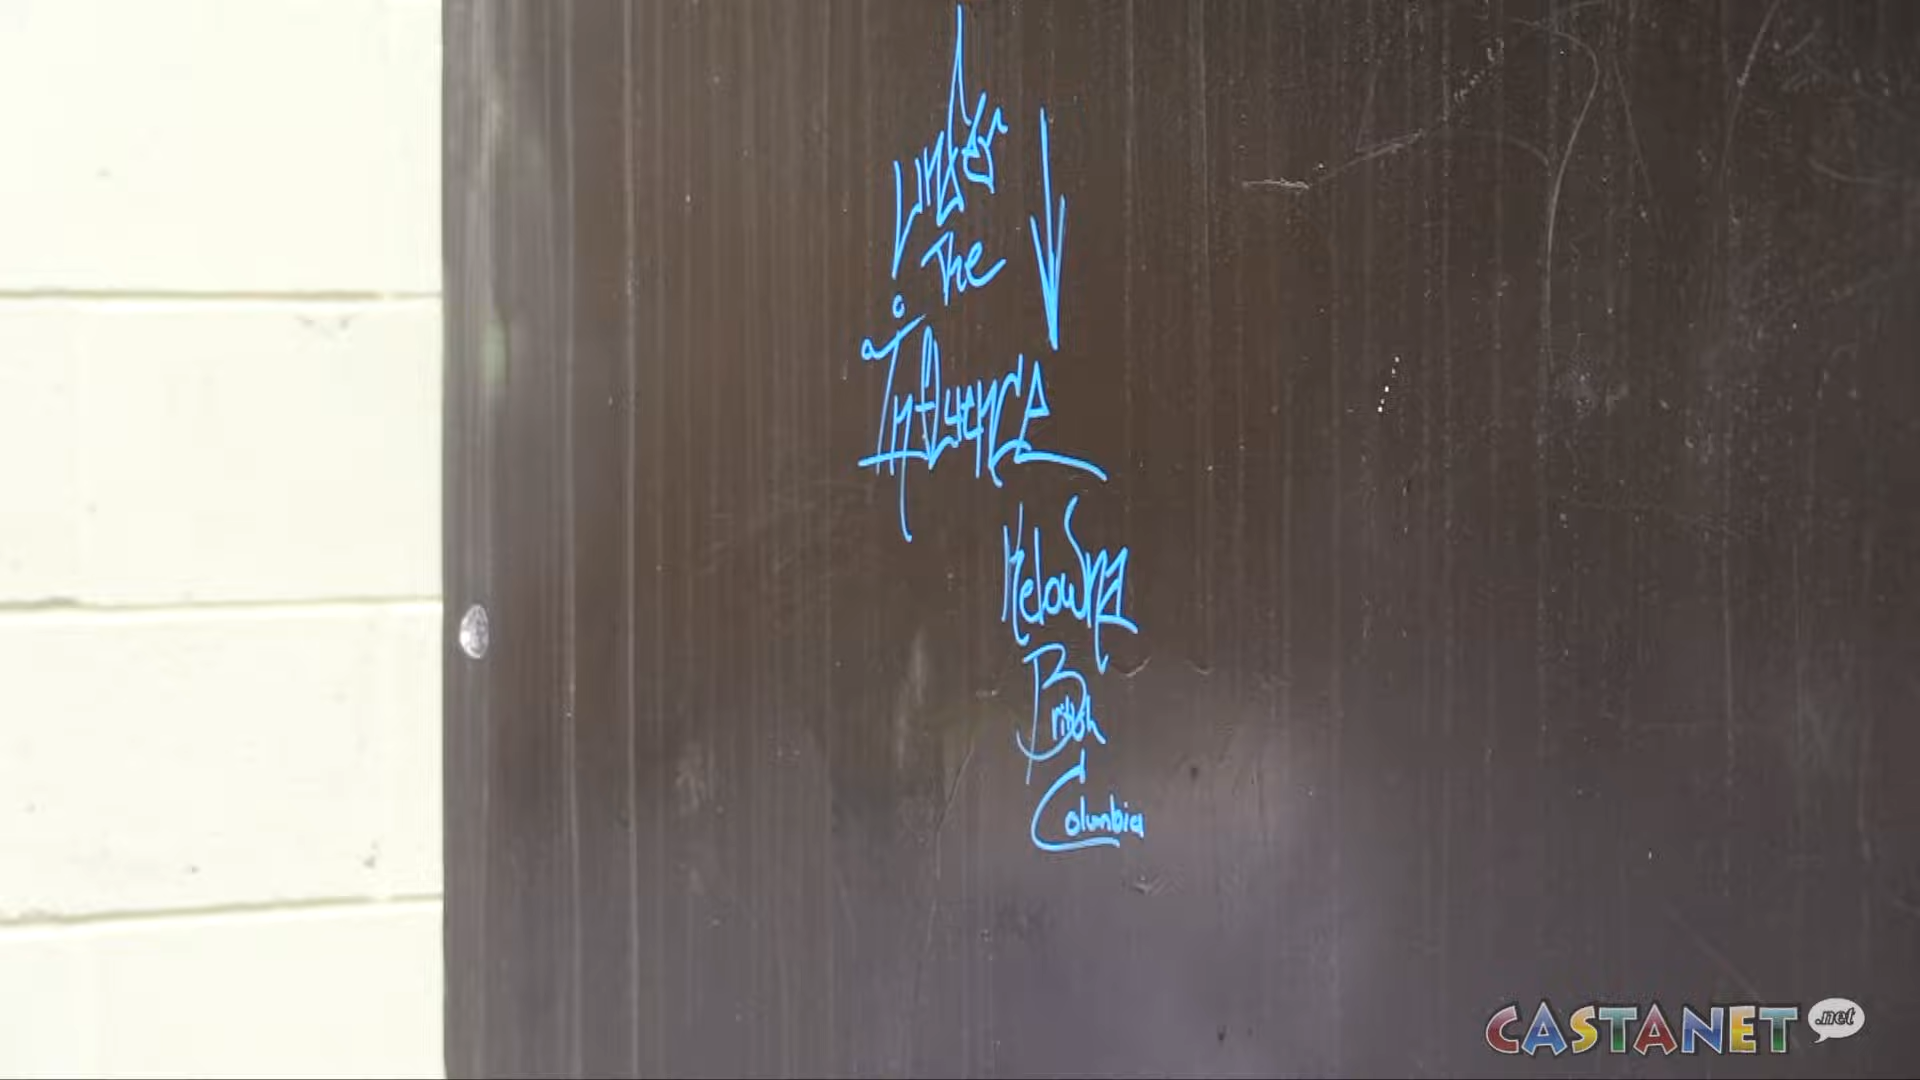 Under
The
Influence
Kelowna
British
Columbia
CASTANET .net